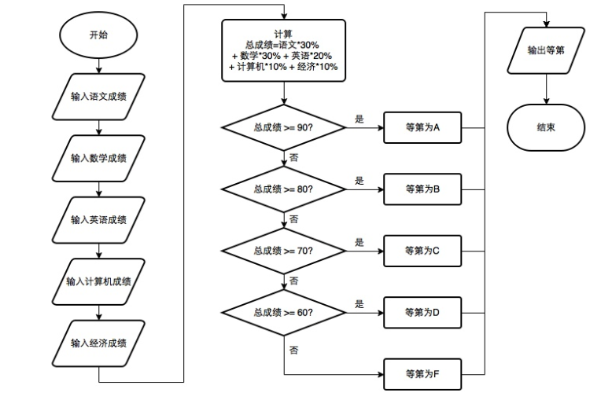 开始
输入语文成绩
输入数学成绩
输入英语成绩
输入计算机成绩
输入经济成绩
计算
总成绩=语文*30%
+ 数学*30% + 英语*20%
+ 计算机*10% + 经济*10%
总成绩 >= 90?
是
等第为A
否
总成绩 >= 80?
是
等第为B
否
总成绩 >= 70?
是
等第为C
否
总成绩 >= 60?
是
等第为D
否
等第为F
输出等第
结束